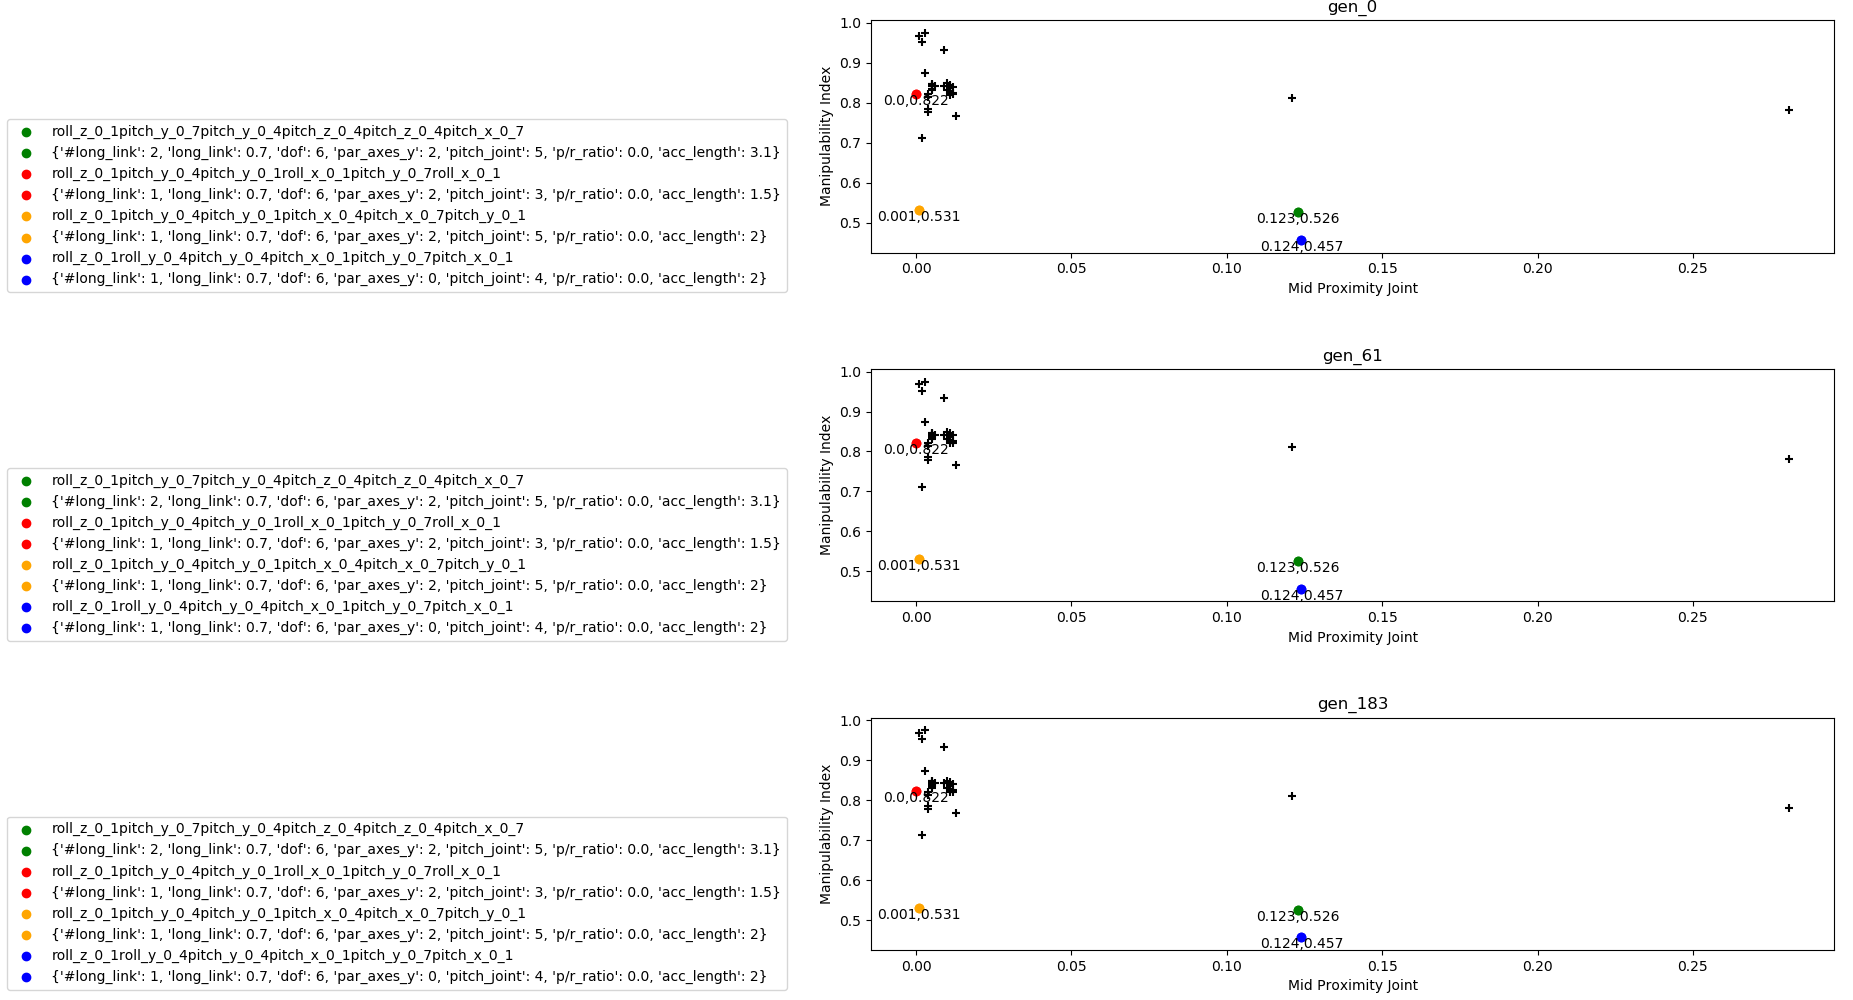 gen_0
1.0
0.9
0.8
0.7
0.6
0.5
Manipulability Index
0.0,0.822
0.001,0.531
0.123,0.526
0.124,0.457
0.00 0.05 0.10 0.15 0.20 0.25
Mid Proximity Joint
roll_z_0_1pitch_y_0_7pitch_y_0_4pitch_z_0_4pitch_z_0_4pitch_x_0_7
{'#long_link': 2, 'long_link': 0.7, 'dof': 6, 'par_axes_y': 2, 'pitch_joint': 5, 'p/r_ratio': 0.0, 'acc_length': 3.1}
roll_z_0_1pitch_y_0_4pitch_y_0_1roll_x_0_1pitch_y_0_7roll_x_0_1
{'#long_link': 1, 'long_link': 0.7, 'dof': 6, 'par_axes_y': 2, 'pitch_joint': 3, 'p/r_ratio': 0.0, 'acc_length': 1.5}
roll_z_0_1pitch_y_0_4pitch_y_0_1pitch_x_0_4pitch_x_0_7pitch_y_0_1
{'#long_link': 1, 'long_link': 0.7, 'dof': 6, 'par_axes_y': 2, 'pitch_joint': 5, 'p/r_ratio': 0.0, 'acc_length': 2}
roll_z_0_1roll_y_0_4pitch_y_0_4pitch_x_0_1pitch_y_0_7pitch_x_0_1
{'#long_link': 1, 'long_link': 0.7, 'dof': 6, 'par_axes_y': 0, 'pitch_joint': 4, 'p/r_ratio': 0.0, 'acc_length': 2}
gen_61
1.0
0.9
0.8
0.7
0.6
0.5
Manipulability Index
0.0,0.822
0.001,0.531
0.123,0.526
0.124,0.457
0.00 0.05 0.10 0.15 0.20 0.25
Mid Proximity Joint
roll_z_0_1pitch_y_0_7pitch_y_0_4pitch_z_0_4pitch_z_0_4pitch_x_0_7
{'#long_link': 2, 'long_link': 0.7, 'dof': 6, 'par_axes_y': 2, 'pitch_joint': 5, 'p/r_ratio': 0.0, 'acc_length': 3.1}
roll_z_0_1pitch_y_0_4pitch_y_0_1roll_x_0_1pitch_y_0_7roll_x_0_1
{'#long_link': 1, 'long_link': 0.7, 'dof': 6, 'par_axes_y': 2, 'pitch_joint': 3, 'p/r_ratio': 0.0, 'acc_length': 1.5}
roll_z_0_1pitch_y_0_4pitch_y_0_1pitch_x_0_4pitch_x_0_7pitch_y_0_1
{'#long_link': 1, 'long_link': 0.7, 'dof': 6, 'par_axes_y': 2, 'pitch_joint': 5, 'p/r_ratio': 0.0, 'acc_length': 2}
roll_z_0_1roll_y_0_4pitch_y_0_4pitch_x_0_1pitch_y_0_7pitch_x_0_1
{'#long_link': 1, 'long_link': 0.7, 'dof': 6, 'par_axes_y': 0, 'pitch_joint': 4, 'p/r_ratio': 0.0, 'acc_length': 2}
gen_183
1.0
0.9
0.8
0.7
0.6
0.5
Manipulability Index
0.0,0.822
0.001,0.531
0.123,0.526
0.124,0.457
0.00 0.05 0.10 0.15 0.20 0.25
Mid Proximity Joint
roll_z_0_1pitch_y_0_7pitch_y_0_4pitch_z_0_4pitch_z_0_4pitch_x_0_7
{'#long_link': 2, 'long_link': 0.7, 'dof': 6, 'par_axes_y': 2, 'pitch_joint': 5, 'p/r_ratio': 0.0, 'acc_length': 3.1}
roll_z_0_1pitch_y_0_4pitch_y_0_1roll_x_0_1pitch_y_0_7roll_x_0_1
{'#long_link': 1, 'long_link': 0.7, 'dof': 6, 'par_axes_y': 2, 'pitch_joint': 3, 'p/r_ratio': 0.0, 'acc_length': 1.5}
roll_z_0_1pitch_y_0_4pitch_y_0_1pitch_x_0_4pitch_x_0_7pitch_y_0_1
{'#long_link': 1, 'long_link': 0.7, 'dof': 6, 'par_axes_y': 2, 'pitch_joint': 5, 'p/r_ratio': 0.0, 'acc_length': 2}
roll_z_0_1roll_y_0_4pitch_y_0_4pitch_x_0_1pitch_y_0_7pitch_x_0_1
{'#long_link': 1, 'long_link': 0.7, 'dof': 6, 'par_axes_y': 0, 'pitch_joint': 4, 'p/r_ratio': 0.0, 'acc_length': 2}